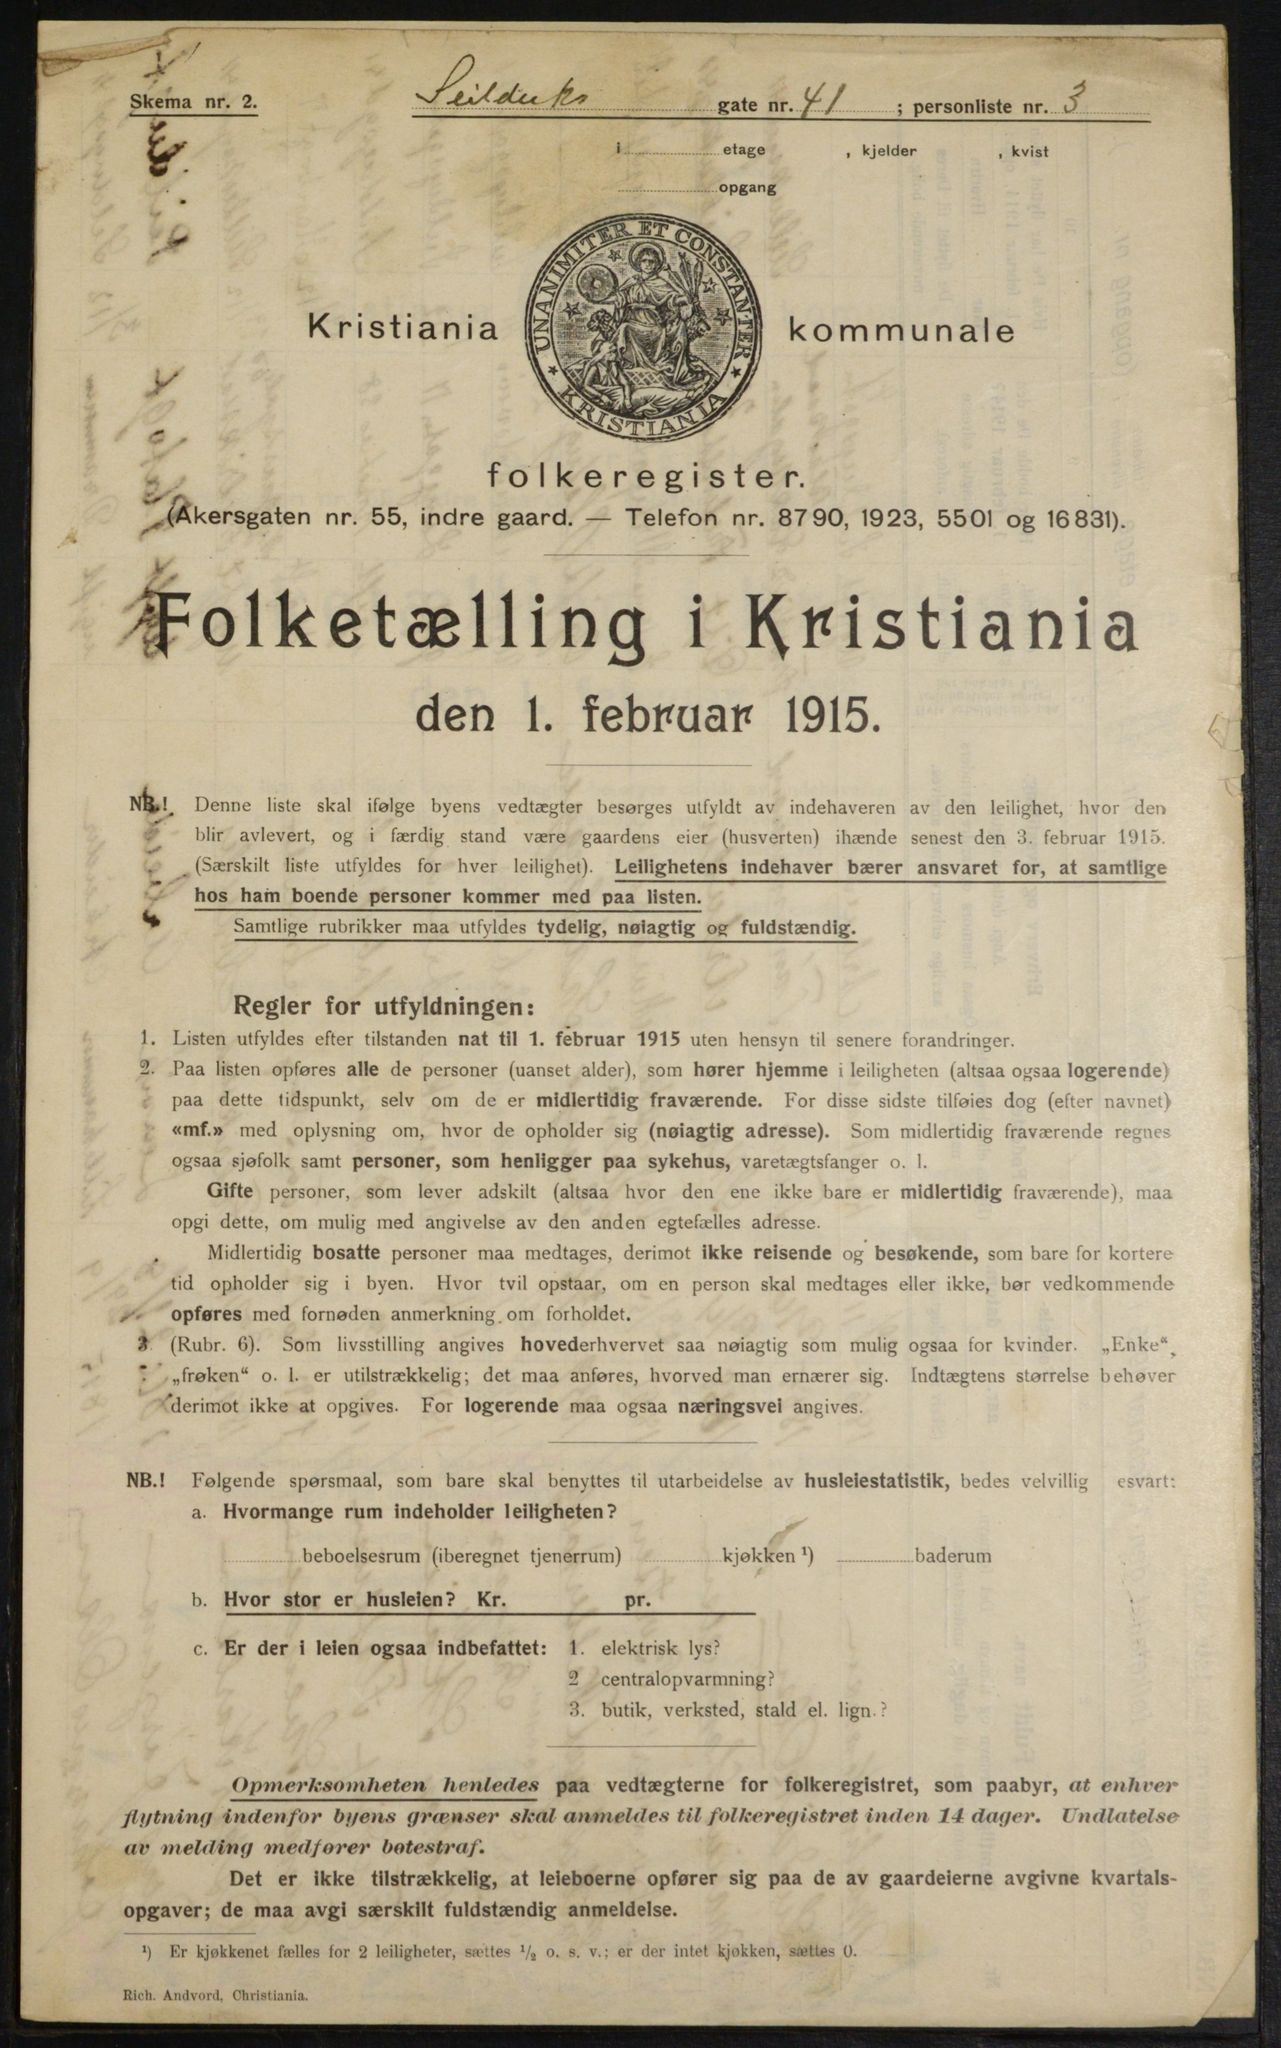 Skema nr. 2.
Seilduks gate nr. 41 ; personliste nr. 3
i etage , kjelder , kvist
opgang
UNANIMITER ET CONSTANTER
KRISTIANIA
Kristiania kommunale
folkeregister.
(Akersgaten nr. 55, indre gaard. — Telefon nr. 8790, 1923, 5501 og 16831).
Folketælling i Kristiania
den 1. februar 1915.
NB.! Denne liste skal ifølge byens vedtægter besørges utfyldt av indehaveren av den leilighet, hvor den
blir avlevert, og i færdig stand være gaardens eier (husverten) ihænde senest den 3. februar 1915.
(Særskilt liste utfyldes for hver leilighet). Leilighetens indehaver bærer ansvaret for, at samtlige
hos ham boende personer kommer med paa listen.
Samtlige rubrikker maa utfyldes tydelig, nøiagtig og fuldstændig.
Regler for utfyldningen:
1. Listen utfyldes efter tilstanden nat til 1. februar 1915 uten hensyn til senere forandringer.
2. Paa listen opføres alle de personer (uanset alder), som hører hjemme i leiligheten (altsaa ogsaa logerende)
paa dette tidspunkt, selv om de er midlertidig fraværende. For disse sidste tilføies dog (efter navnet)
«mf.» med oplysning om, hvor de opholder sig (nøiagtig adresse). Som midlertidig fraværende regnes
ogsaa sjøfolk samt personer, som henligger paa sykehus, varetægtsfanger o. l.
Gifte personer, som lever adskilt (altsaa hvor den ene ikke bare er midlertidig fraværende), maa
opgi dette, om mulig med angivelse av den anden egtefælles adresse.
Midlertidig bosatte personer maa medtages, derimot ikke reisende og besøkende, som bare for kortere
tid opholder sig i byen. Hvor tvil opstaar, om en person skal medtages eller ikke, bør vedkommende
opføres med fornøden anmerkning om forholdet.
3 (Rubr. 6). Som livsstilling angives hovederhvervet saa nøiagtig som mulig ogsaa for kvinder. „Enke“,
„frøken“ o. l. er utilstrækkelig; det maa anføres, hvorved man ernærer sig. Indtægtens størrelse behøver
derimot ikke at opgives. For logerende maa ogsaa næringsvei angives.
NB.! Følgende spørsmaal, som bare skal benyttes til utarbeidelse av husleiestatistik, bedes velvillig esvart:
a. Hvormange rum indeholder leiligheten?
beboelsesrum (iberegnet tjenerrum) kjøkken ¹) baderum
b. Hvor stor er husleien? Kr. pr.
c. Er der i leien ogsaa indbefattet: 1. elektrisk lys?
2 centralopvarmning?
3. butik, verksted, stald el. lign.?
Opmerksomheten henledes paa vedtægterne for folkeregistret, som paabyr, at enhver
flytning indenfor byens grænser skal anmeldes til folkeregistret inden 14 dager. Undlatelse
av melding medfører bøtestraf.
Det er ikke tilstrækkelig, at leieboerne opfører sig paa de av gaardeierne avgivne kvartals-
opgaver; de maa avgi særskilt fuldstændig anmeldelse.
¹) Er kjøkkenet fælles for 2 leiligheter, sættes ½ o. s. v.; er der intet kjøkken, sættes 0.
Rich. Andvord, Christiania.